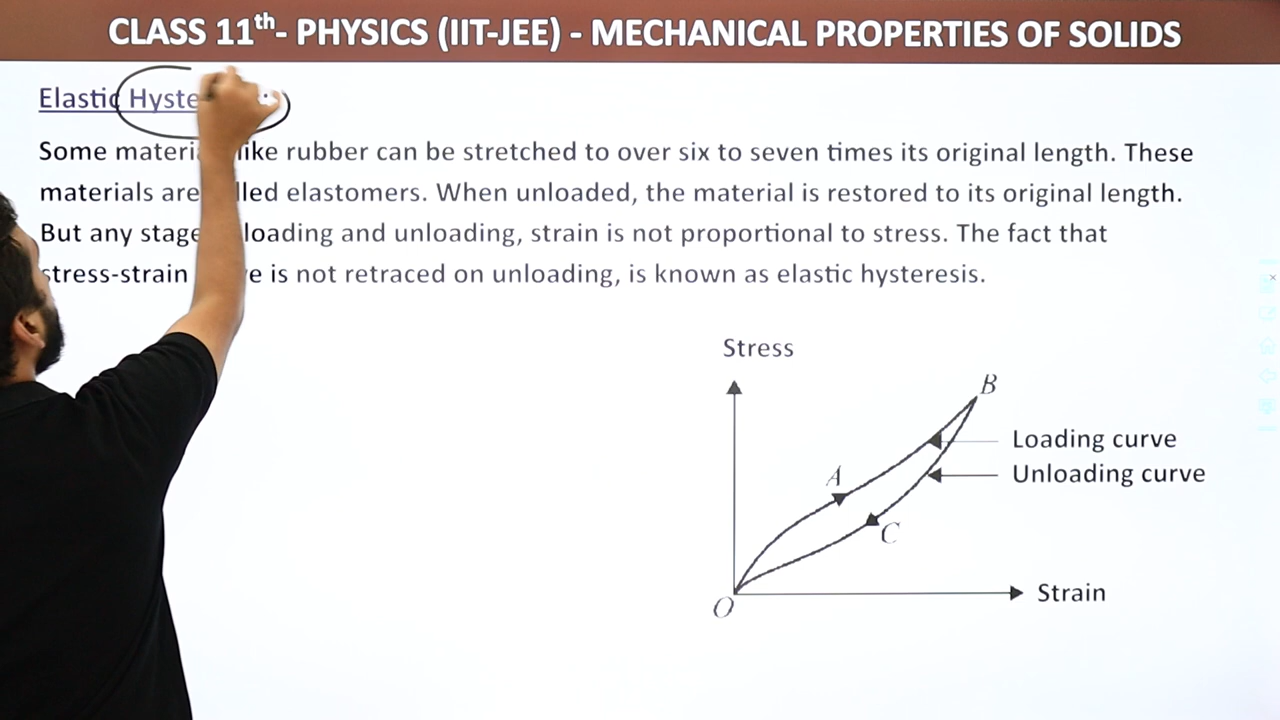 CLASS 11th- PHYSICS (IIT-JEE) - MECHANICAL PROPERTIES OF SOLIDS
Elastic Hyste
Some materi like rubber can be stretched to over six to seven times its original length. These
materials are lled elastomers. When unloaded, the material is restored to its original length.
But any stage loading and unloading, strain is not proportional to stress. The fact that
stress-strain e is not retraced on unloading, is known as elastic hysteresis.
Stress
B
Loading curve
A
Unloading curve
C
Strain
O